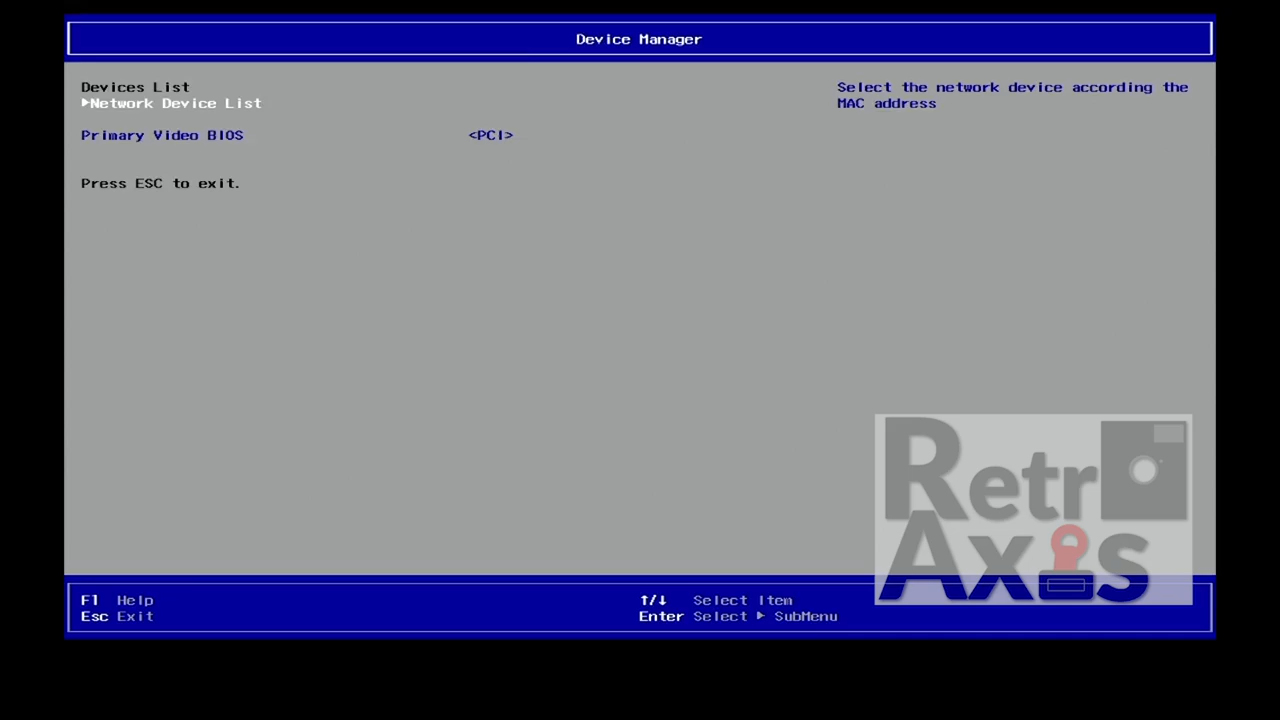 Device Manager
Devices List
▶Network Device List
Primary Video BIOS <PCI>
Press ESC to exit.
Select the network device according the
MAC address
Retr
Axis
F1 Help
Esc Exit
↑/↓ Select Item
Enter Select ▶ SubMenu